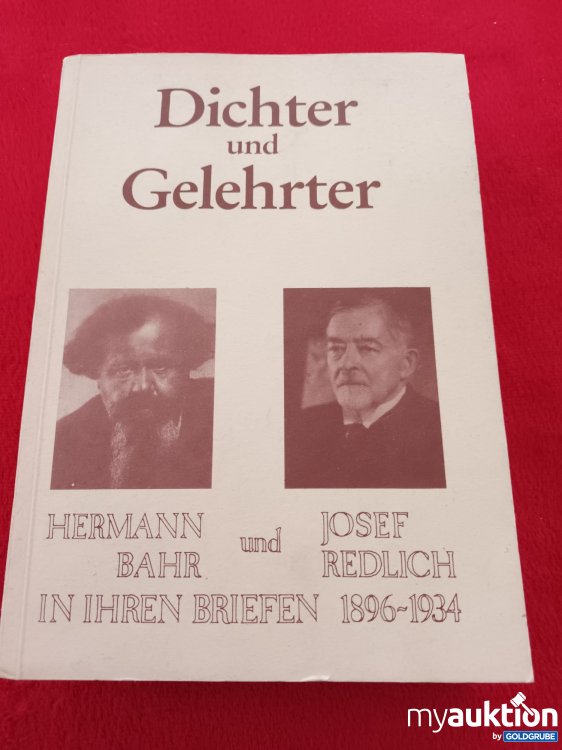 Dichter
und
Gelehrter
HERMANN BAHR und JOSEF REDLICH
IN IHREN BRIEFEN 1896~1934
myauktion
by GOLDGRUBE